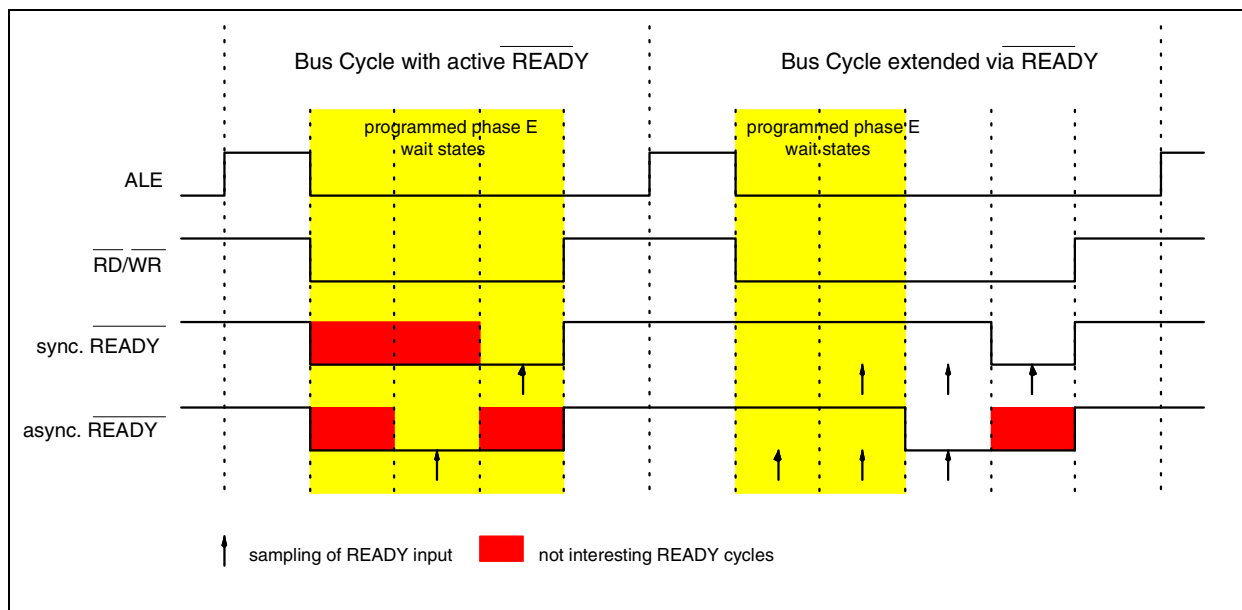 Bus Cycle with active READY
Bus Cycle extended via READY
programmed phase E
wait states
programmed phase E
wait states
ALE
RD/WR
sync. READY
async. READY
sampling of READY input
not interesting READY cycles